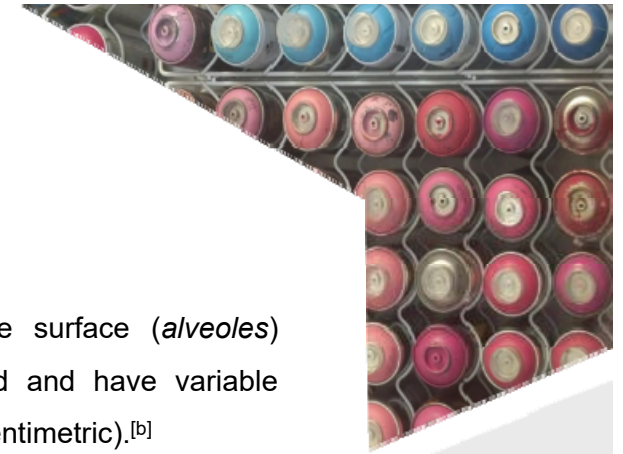 e surface (alveoles)
d and have variable
entimetric).[b]